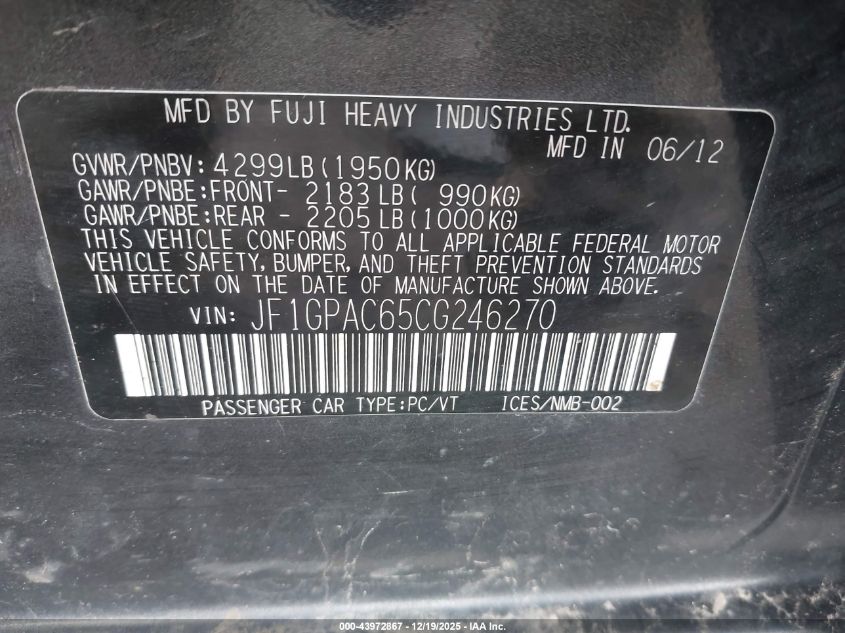 MFD BY FUJI HEAVY INDUSTRIES LTD.
MFD IN 06/12
GVWR/PNBV: 4299LB(1950KG)
GAWR/PNBE:FRONT- 2183LB( 990KG)
GAWR/PNBE:REAR - 2205LB(1000KG)
THIS VEHICLE CONFORMS TO ALL APPLICABLE FEDERAL MOTOR
VEHICLE SAFETY, BUMPER, AND THEFT PREVENTION STANDARDS
IN EFFECT ON THE DATE OF MANUFACTURE SHOWN ABOVE.
VIN: JF1GPAC65CG246270
PASSENGER CAR TYPE:PC/VT ICES/NMB-002
000-43972867 - 12/19/2025 - IAA Inc.